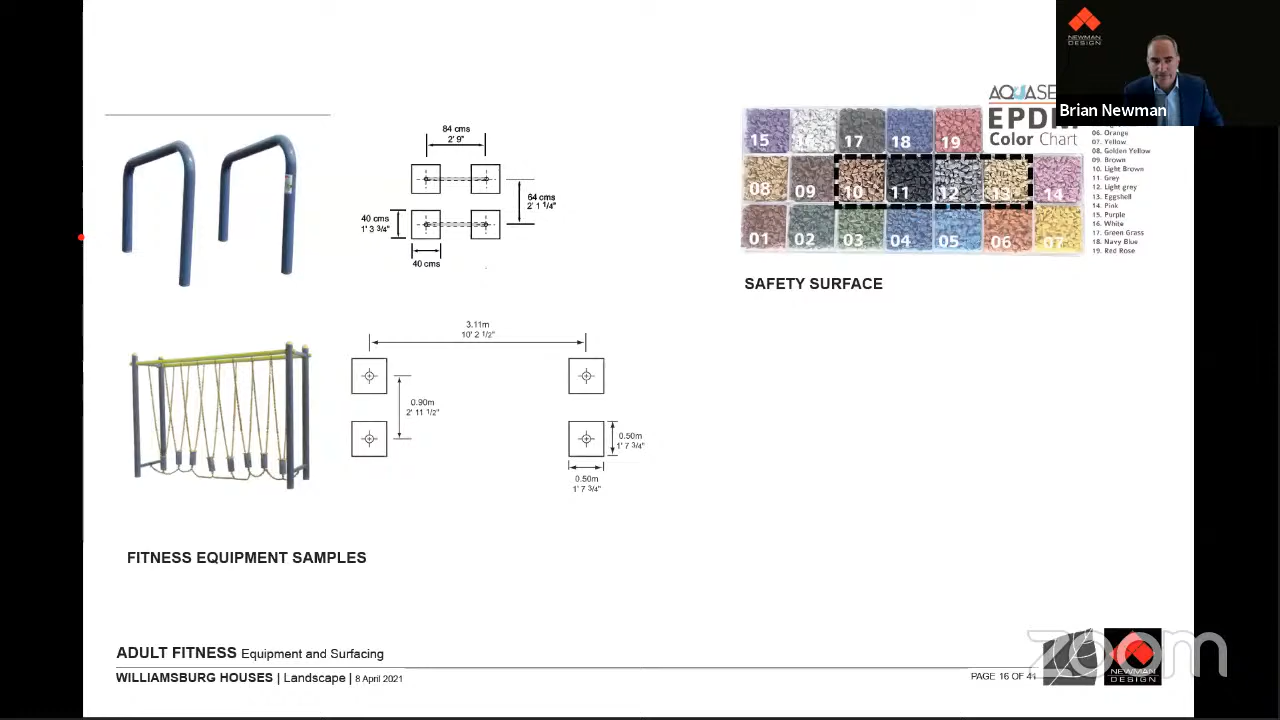 NEWMAN
DESIGN
Brian Newman
84 cms
2' 9"
64 cms
2' 1 1/4"
40 cms
1' 3 3/4"
40 cms
EPDM
Color Chart
15
17
18
19
08
09
10
11
12
13
14
01
02
03
04
05
06
07
06. Orange
07. Yellow
08. Golden Yellow
09. Brown
10. Light Brown
11. Grey
12. Light grey
13. Eggshell
14. Pink
15. Purple
16. White
17. Green Grass
18. Navy Blue
19. Red Rose
SAFETY SURFACE
3.11m
10' 2 1/2"
0.90m
2' 11 1/2"
0.50m
1' 7 3/4"
0.50m
1' 7 3/4"
FITNESS EQUIPMENT SAMPLES
ADULT FITNESS Equipment and Surfacing
WILLIAMSBURG HOUSES | Landscape | 8 April 2021
PAGE 16 OF 41
zoom
NEWMAN
DESIGN